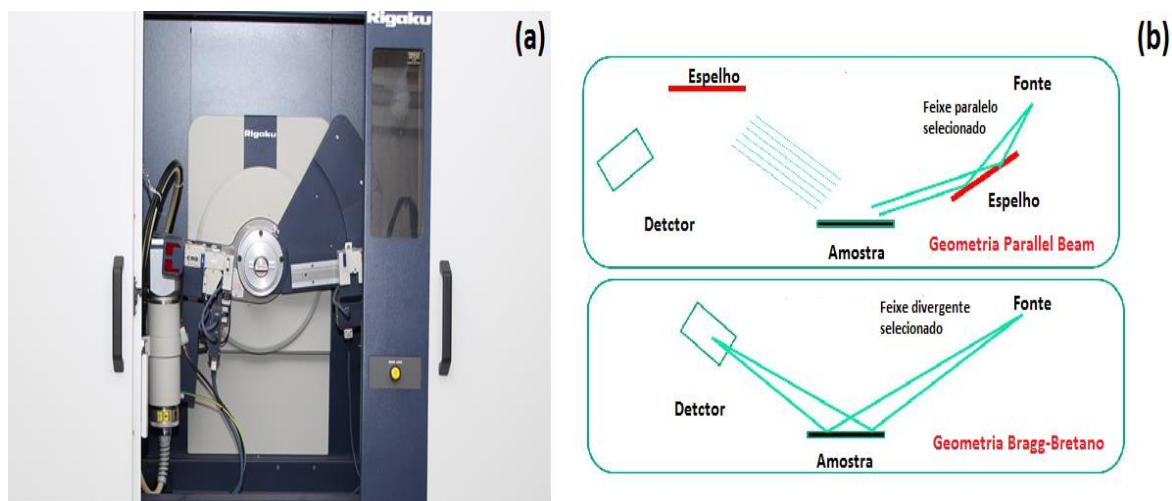 Rigaku
(a)
Rigaku
(b)
Espelho
Fonte
Feixe paralelo
selecionado
Detctor
Espelho
Amostra
Geometria Parallel Beam
Fonte
Feixe divergente
selecionado
Detctor
Geometria Bragg-Bretano
Amostra